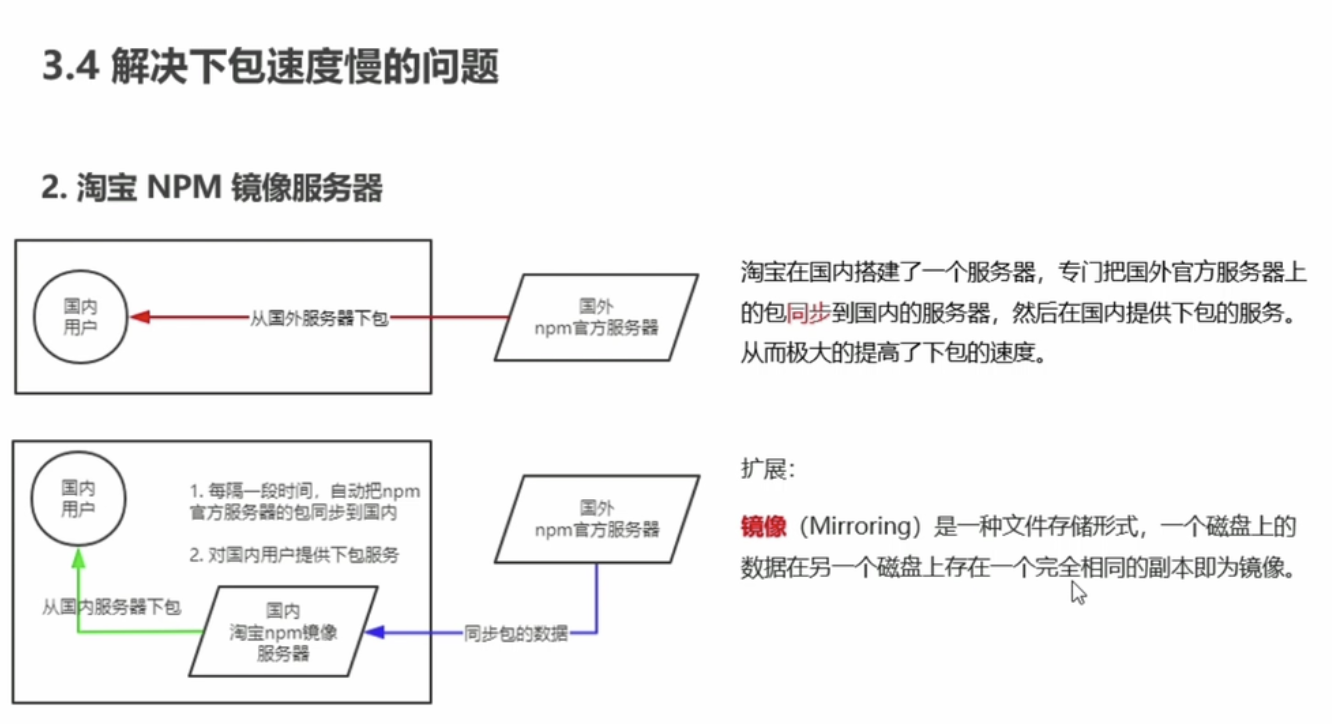 3.4 解决下包速度慢的问题
2. 淘宝 NPM 镜像服务器
国内
用户
从国外服务器下包
国外
npm官方服务器
淘宝在国内搭建了一个服务器，专门把国外官方服务器上
的包同步到国内的服务器，然后在国内提供下包的服务。
从而极大的提高了下包的速度。
国内
用户
1. 每隔一段时间，自动把npm
官方服务器的包同步到国内
2. 对国内用户提供下包服务
从国内服务器下包
国内
淘宝npm镜像
服务器
同步包的数据
国外
npm官方服务器
扩展：
镜像（Mirroring）是一种文件存储形式，一个磁盘上的
数据在另一个磁盘上存在一个完全相同的副本即为镜像。